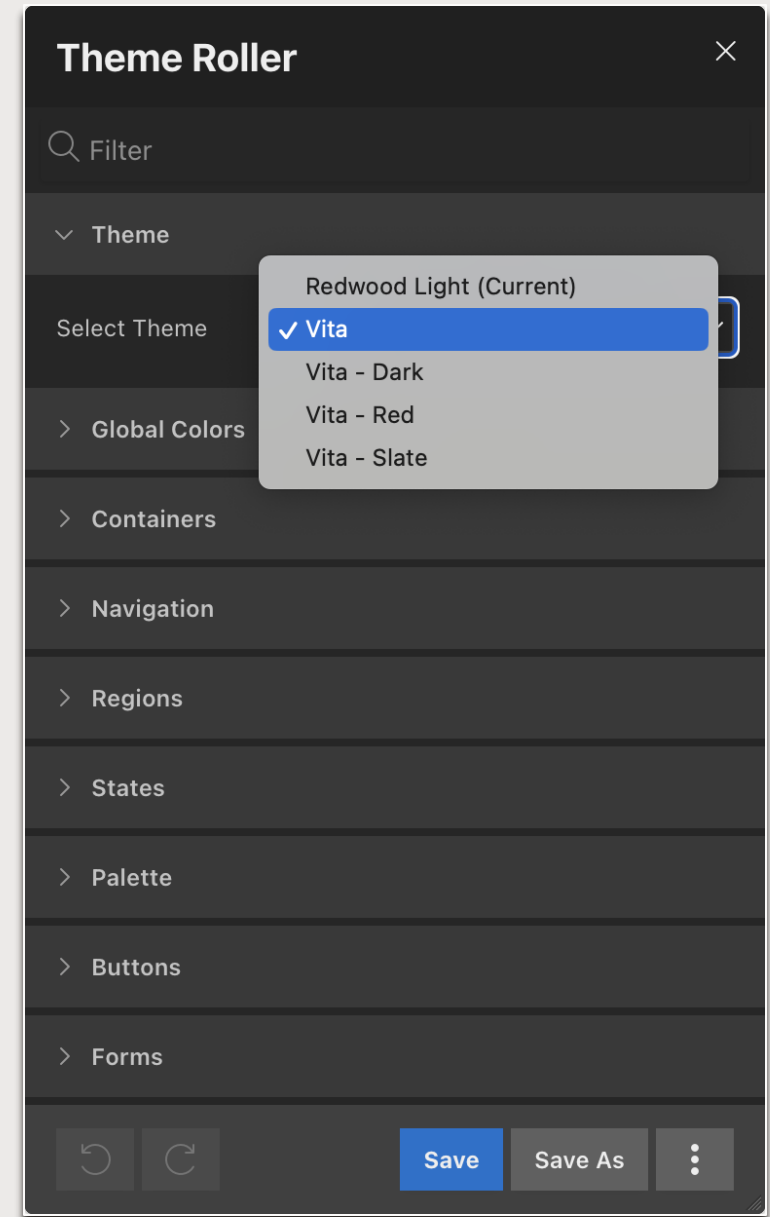 Theme Roller
Filter
Theme
Select Theme
Redwood Light (Current)
✓ Vita
Vita - Dark
Vita - Red
Vita - Slate
Global Colors
Containers
Navigation
Regions
States
Palette
Buttons
Forms
Save Save As